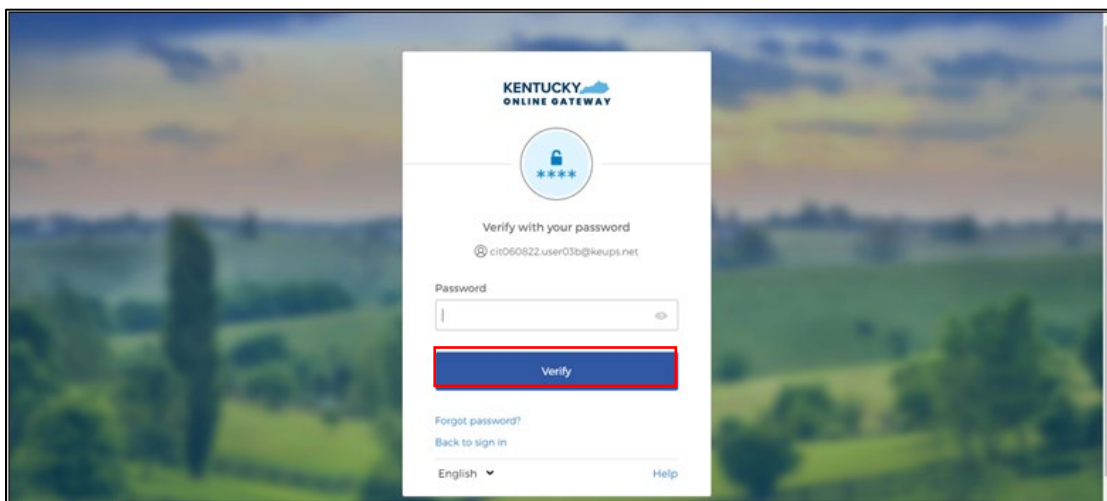 KENTUCKY
ONLINE GATEWAY
****
Verify with your password
cit060822.user03b@keups.net
Password
Verify
Forgot password?
Back to sign in
English
Help